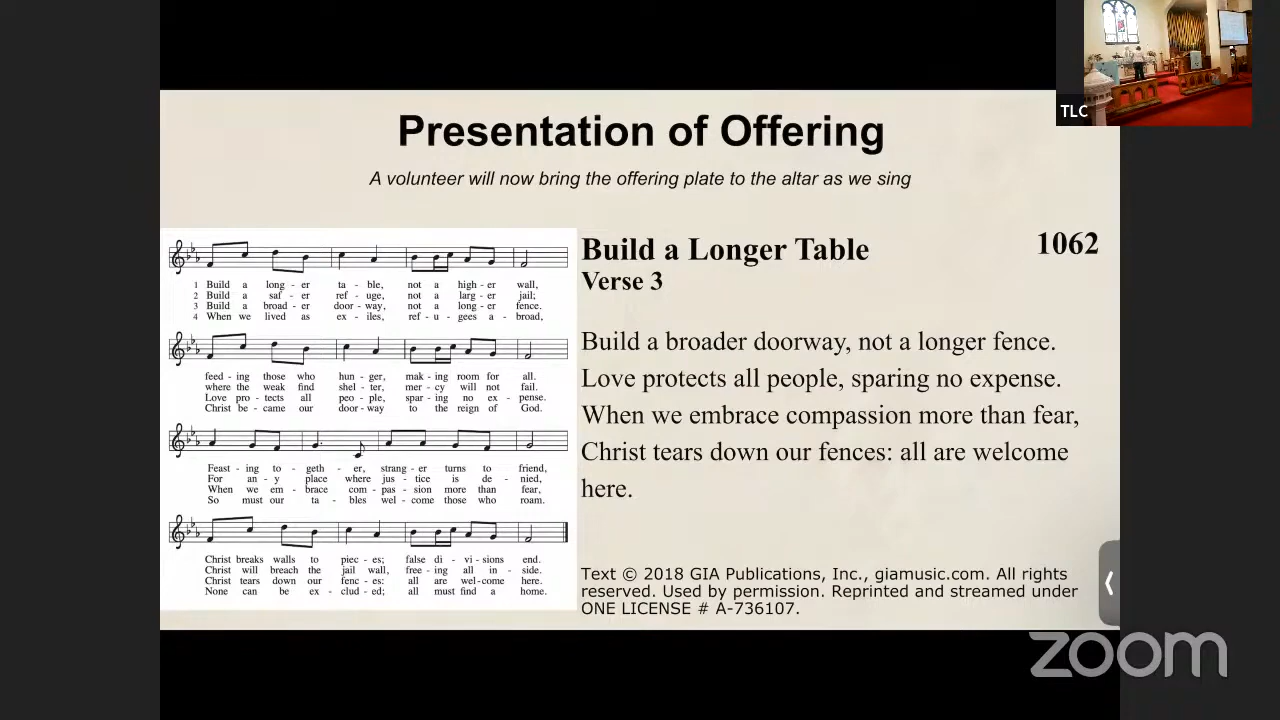 TLC
Presentation of Offering
A volunteer will now bring the offering plate to the altar as we sing
1 Build a long - er ta - ble, not a high - er wall,
2 Build a saf - er ref - uge, not a larg - er jail;
3 Build a broad - er door - way, not a long - er fence.
4 When we lived as ex - iles, ref - u - gees a - broad,
feed - ing those who hun - ger, mak - ing room for all.
where the weak find shel - ter, mer - cy will not fail.
Love pro - tects all peo - ple, spar - ing no ex - pense.
Christ be - came our door - way to the reign of God.
Feast - ing to - geth - er, strang - er turns to friend,
For an - y place where jus - tice is de - nied,
When we em - brace com - pas - sion more than fear,
So must our ta - bles wel - come those who roam.
Christ breaks walls to piec - es; false di - vi - sions end.
Christ will breach the jail wall, free - ing all in - side.
Christ tears down our fenc - es: all are wel - come here.
None can be ex - clud - ed; all must find a home.
Build a Longer Table 1062
Verse 3
Build a broader doorway, not a longer fence.
Love protects all people, sparing no expense.
When we embrace compassion more than fear,
Christ tears down our fences: all are welcome
here.
Text © 2018 GIA Publications, Inc., giamusic.com. All rights
reserved. Used by permission. Reprinted and streamed under
ONE LICENSE # A-736107.
zoom